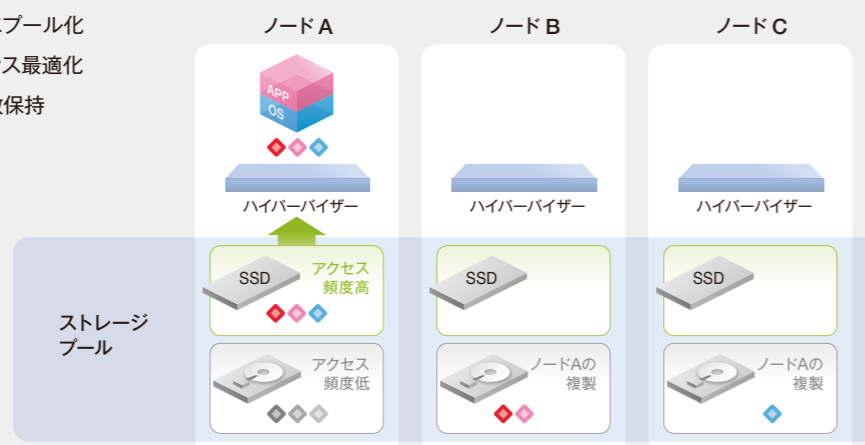 プール化
ス最適化
保持
ノード A
ノード B
ノード C
APP
OS
ハイパーバイザー
ハイパーバイザー
ハイパーバイザー
ストレージ
プール
SSD
アクセス
頻度高
SSD
SSD
アクセス
頻度低
ノードAの
複製
ノードAの
複製